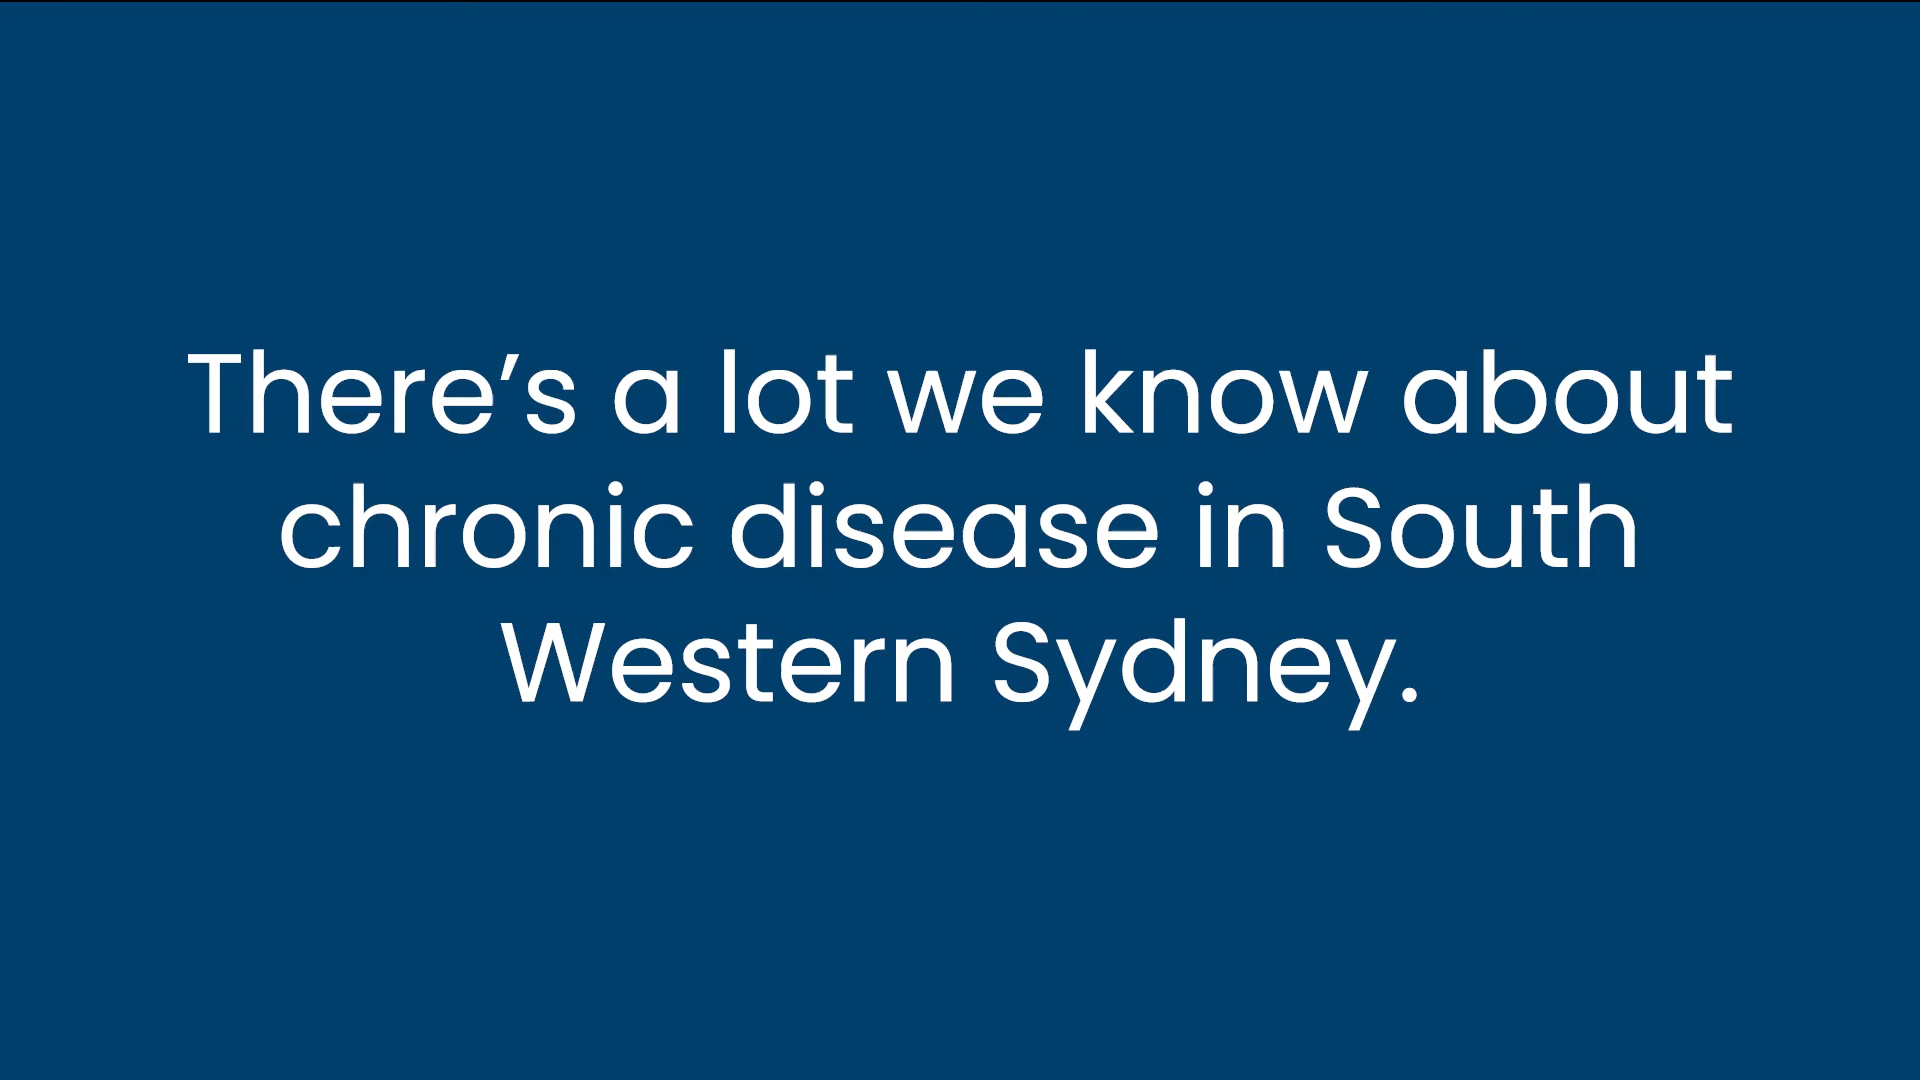 There’s a lot we know about
chronic disease in South
Western Sydney.